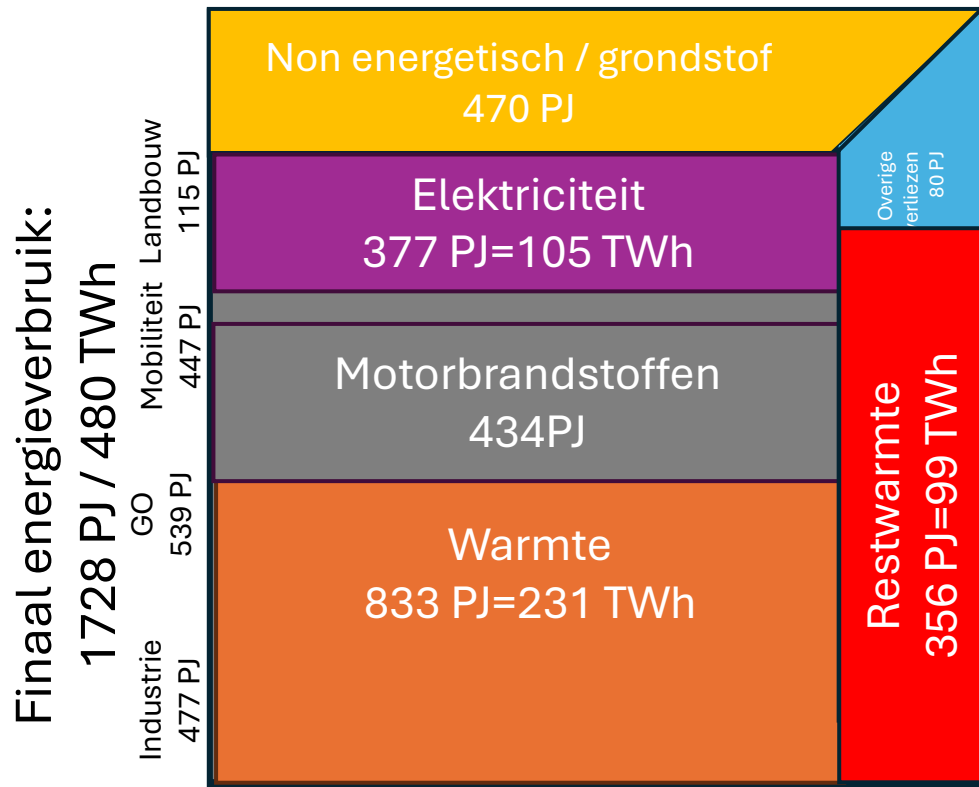 Finaal energieverbruik:
1728 PJ / 480 TWh
Landbouw
115 PJ
Mobiliteit
447 PJ
GO
539 PJ
Industrie
477 PJ
Non energetisch / grondstof
470 PJ
Elektriciteit
377 PJ=105 TWh
Motorbrandstoffen
434PJ
Warmte
833 PJ=231 TWh
Overige
verliezen
80 PJ
Restwarmte
356 PJ=99 TWh